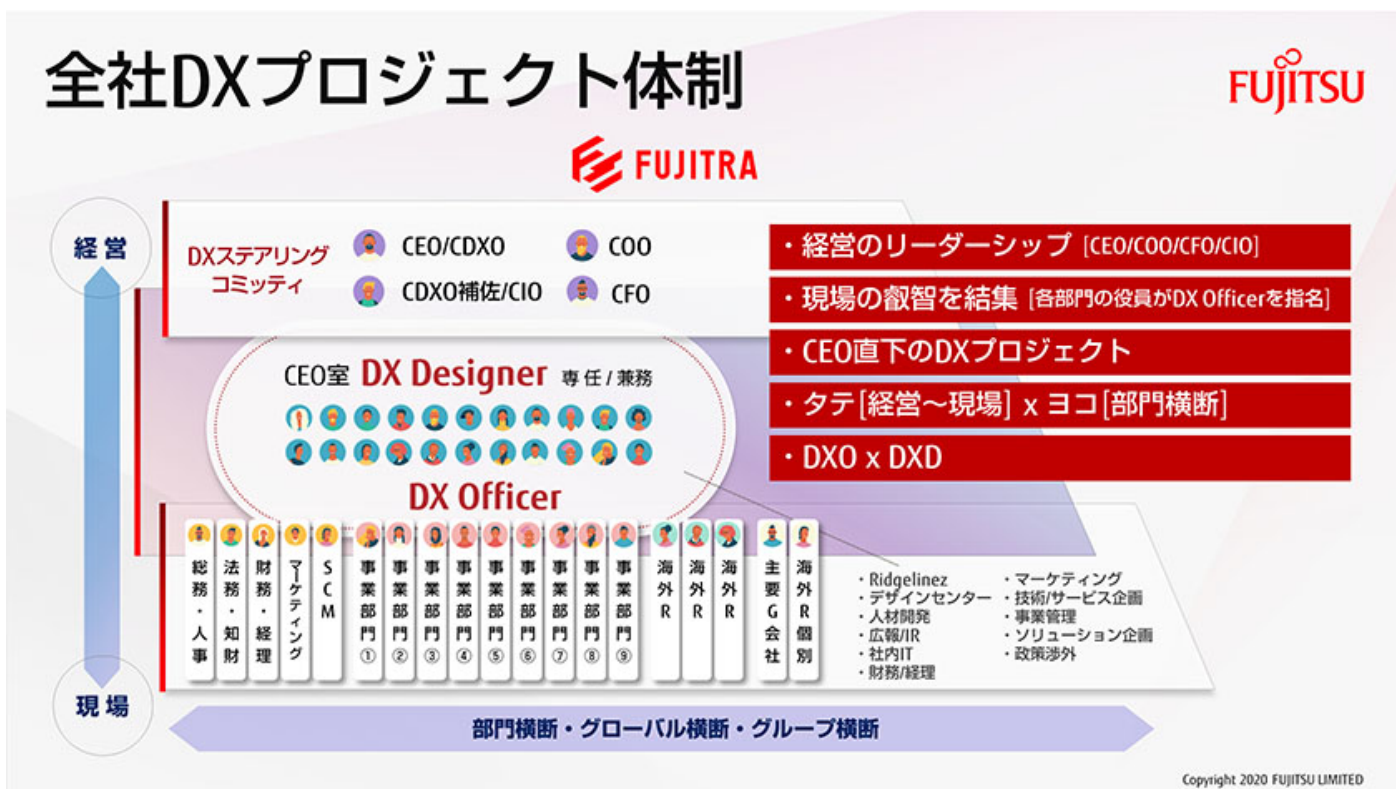 全社DXプロジェクト体制
FUJITSU
FUJITRA
経営
DXステアリング
コミッティ
CEO/CDXO
COO
CDXO補佐/CIO
CFO
・経営のリーダーシップ [CEO/COO/CFO/CIO]
・現場の叡智を結集 [各部門の役員がDX Officerを指名]
・CEO直下のDXプロジェクト
・タテ[経営～現場] x ヨコ[部門横断]
・DXO x DXD
CEO室 DX Designer 専任/兼務
DX Officer
総務・人事
法務・知財
財務・経理
マーケティング
SCM
事業部門①
事業部門②
事業部門③
事業部門④
事業部門⑤
事業部門⑥
事業部門⑦
事業部門⑧
事業部門⑨
海外R
海外R
海外R
主要G会社
海外R個別
・Ridgelinez
・デザインセンター
・人材開発
・広報/IR
・社内IT
・財務/経理
・マーケティング
・技術/サービス企画
・事業管理
・ソリューション企画
・政策渉外
現場
部門横断・グローバル横断・グループ横断
Copyright 2020 FUJITSU LIMITED